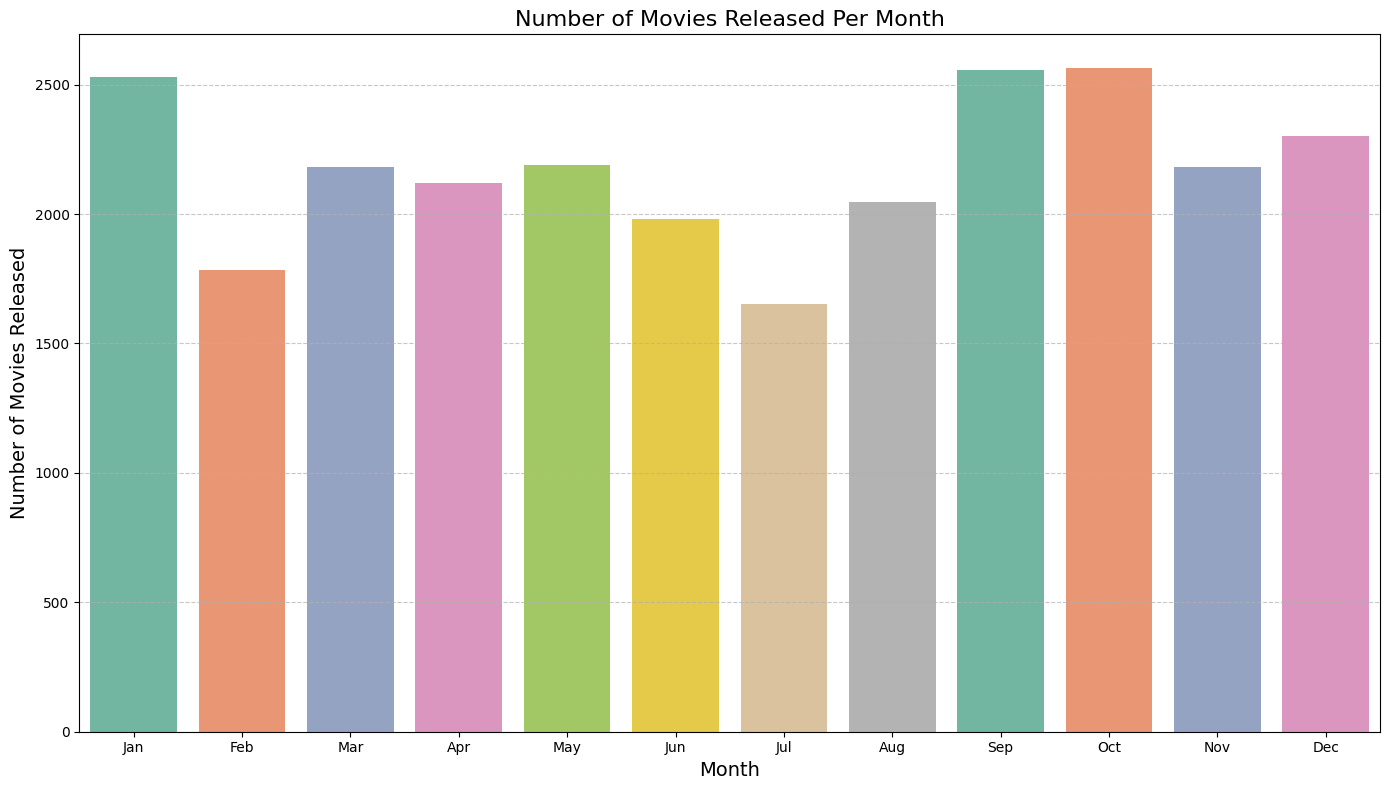 Number of Movies Released Per Month
Number of Movies Released
2500
2000
1500
1000
500
0
Jan Feb Mar Apr May Jun Jul Aug Sep Oct Nov Dec
Month